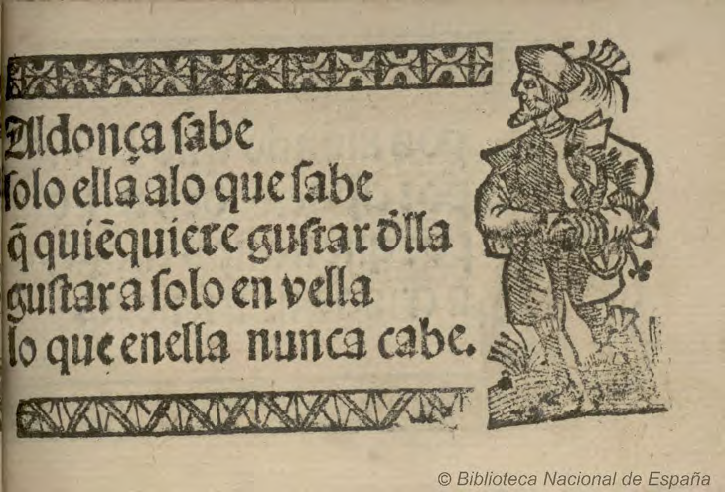 Aldonça ſabe
ſolo ella alo que ſabe
q̃ quiẽquiere guſtar ð̕lla
guſtar a ſolo en vella
lo que enella nunca cabe.
© Biblioteca Nacional de España